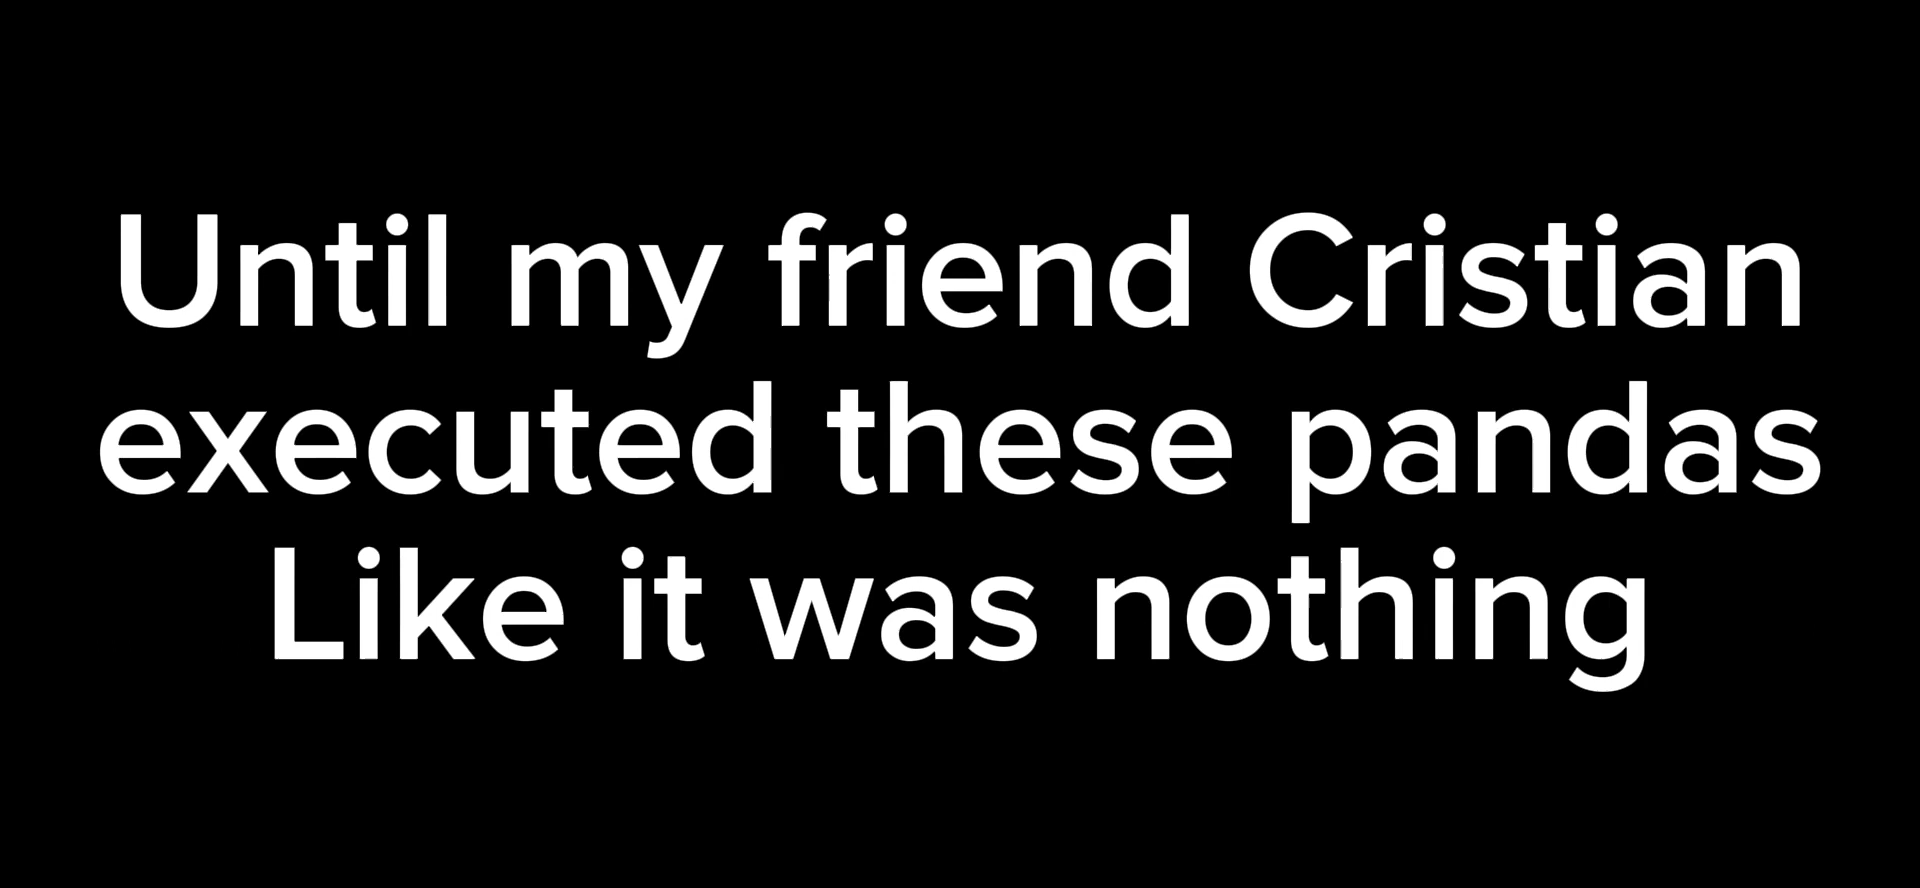 Until my friend Cristian
executed these pandas
Like it was nothing